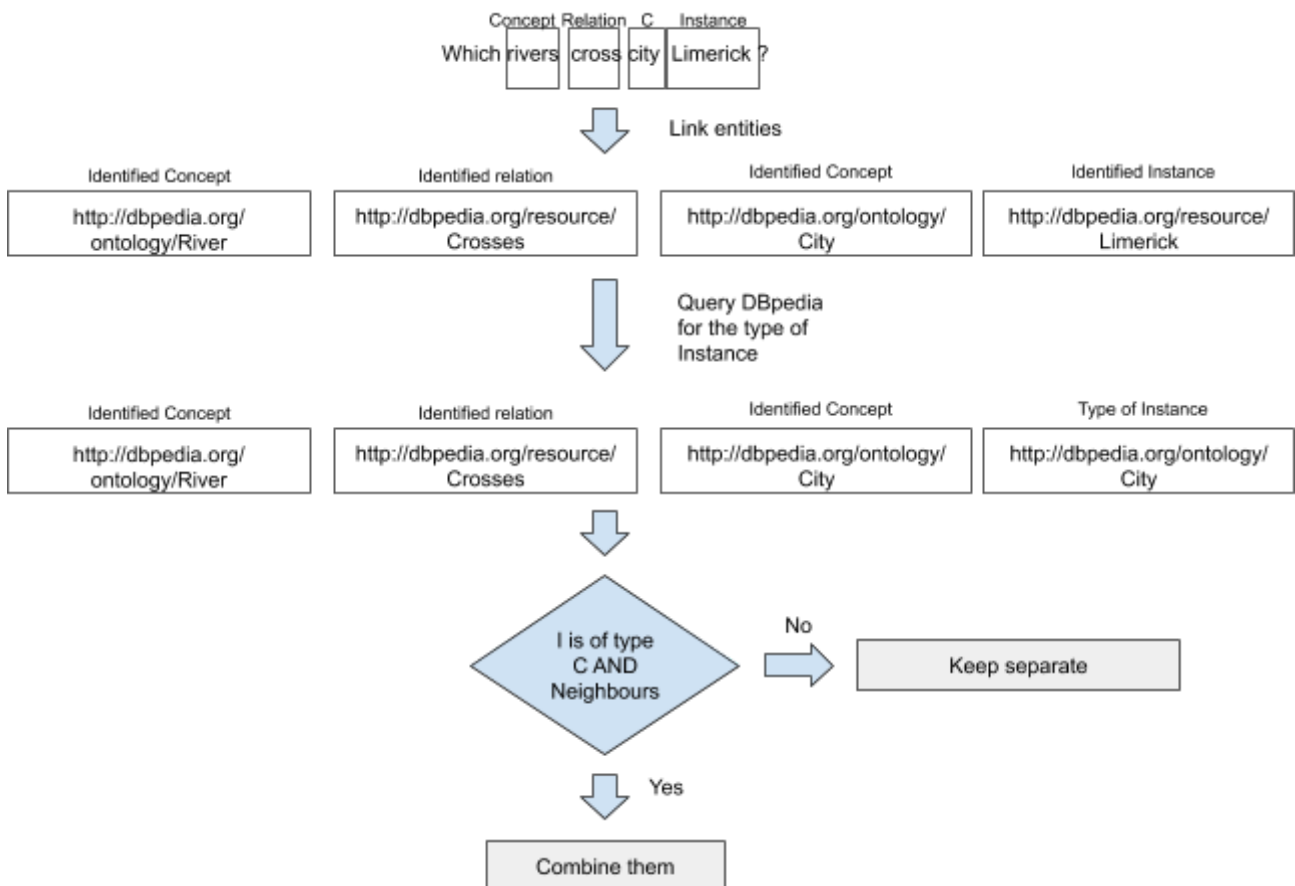 Concept Relation C Instance
Which rivers cross city Limerick ?
Link entities
Identified Concept
Identified relation
Identified Concept
Identified Instance
http://dbpedia.org/
ontology/River
http://dbpedia.org/resource/
Crosses
http://dbpedia.org/ontology/
City
http://dbpedia.org/resource/
Limerick
Query DBpedia
for the type of
Instance
Identified Concept
Identified relation
Identified Concept
Type of Instance
http://dbpedia.org/
ontology/River
http://dbpedia.org/resource/
Crosses
http://dbpedia.org/ontology/
City
http://dbpedia.org/ontology/
City
I is of type
C AND
Neighbours
No
Keep separate
Yes
Combine them